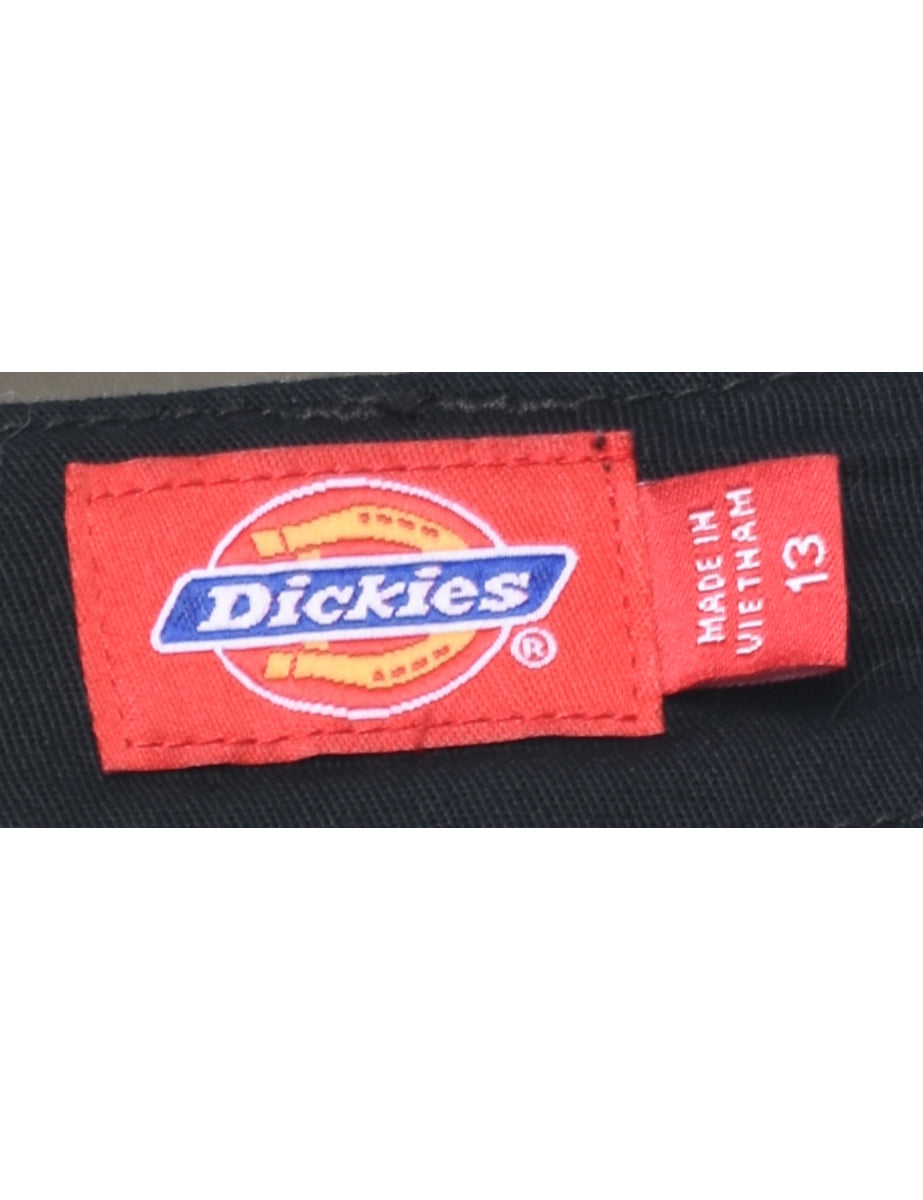 Dickies
®
MADE IN
VIETNAM
13